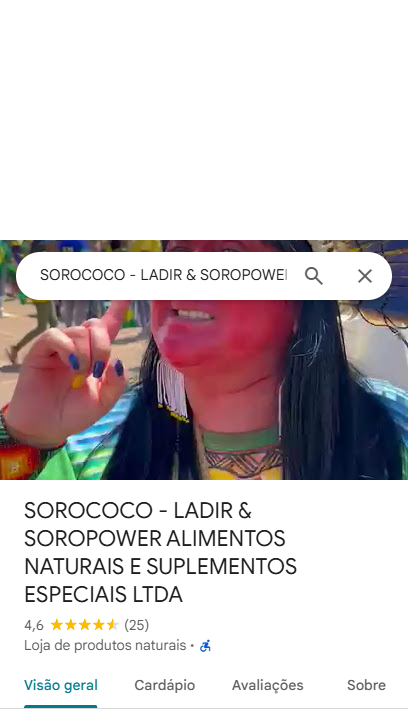 SOROCOCO - LADIR & SOROPOWE
SOROCOCO - LADIR &
SOROPOWER ALIMENTOS
NATURAIS E SUPLEMENTOS
ESPECIAIS LTDA
4,6 (25)
Loja de produtos naturais ·
Visão geral Cardápio Avaliações Sobre